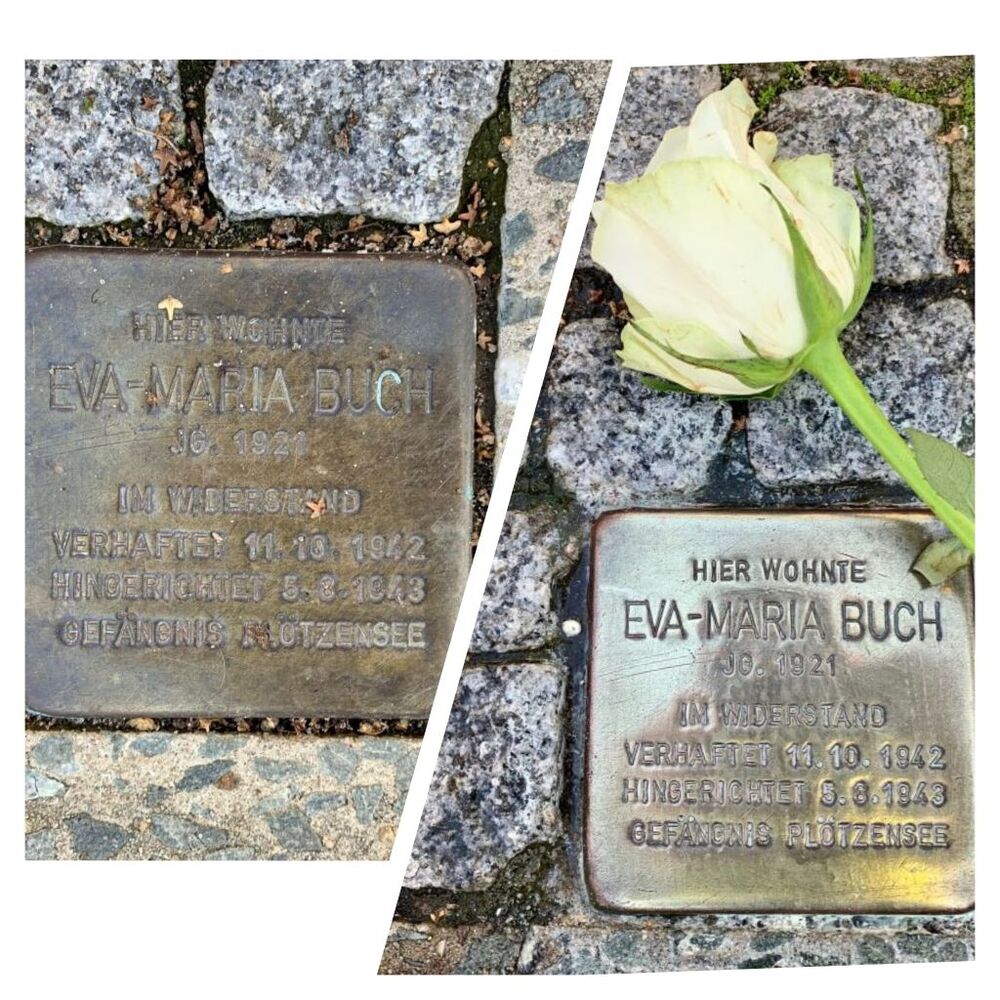 HIER WOHNTE
EVA-MARIA BUCH
JG. 1921
IM WIDERSTAND
VERHAFTET 11.10.1942
HINGERICHTET 5.8.1943
GEFÄNGNIS PLÖTZENSEE
HIER WOHNTE
EVA-MARIA BUCH
JG. 1921
IM WIDERSTAND
VERHAFTET 11.10.1942
HINGERICHTET 5.8.1943
GEFÄNGNIS PLÖTZENSEE